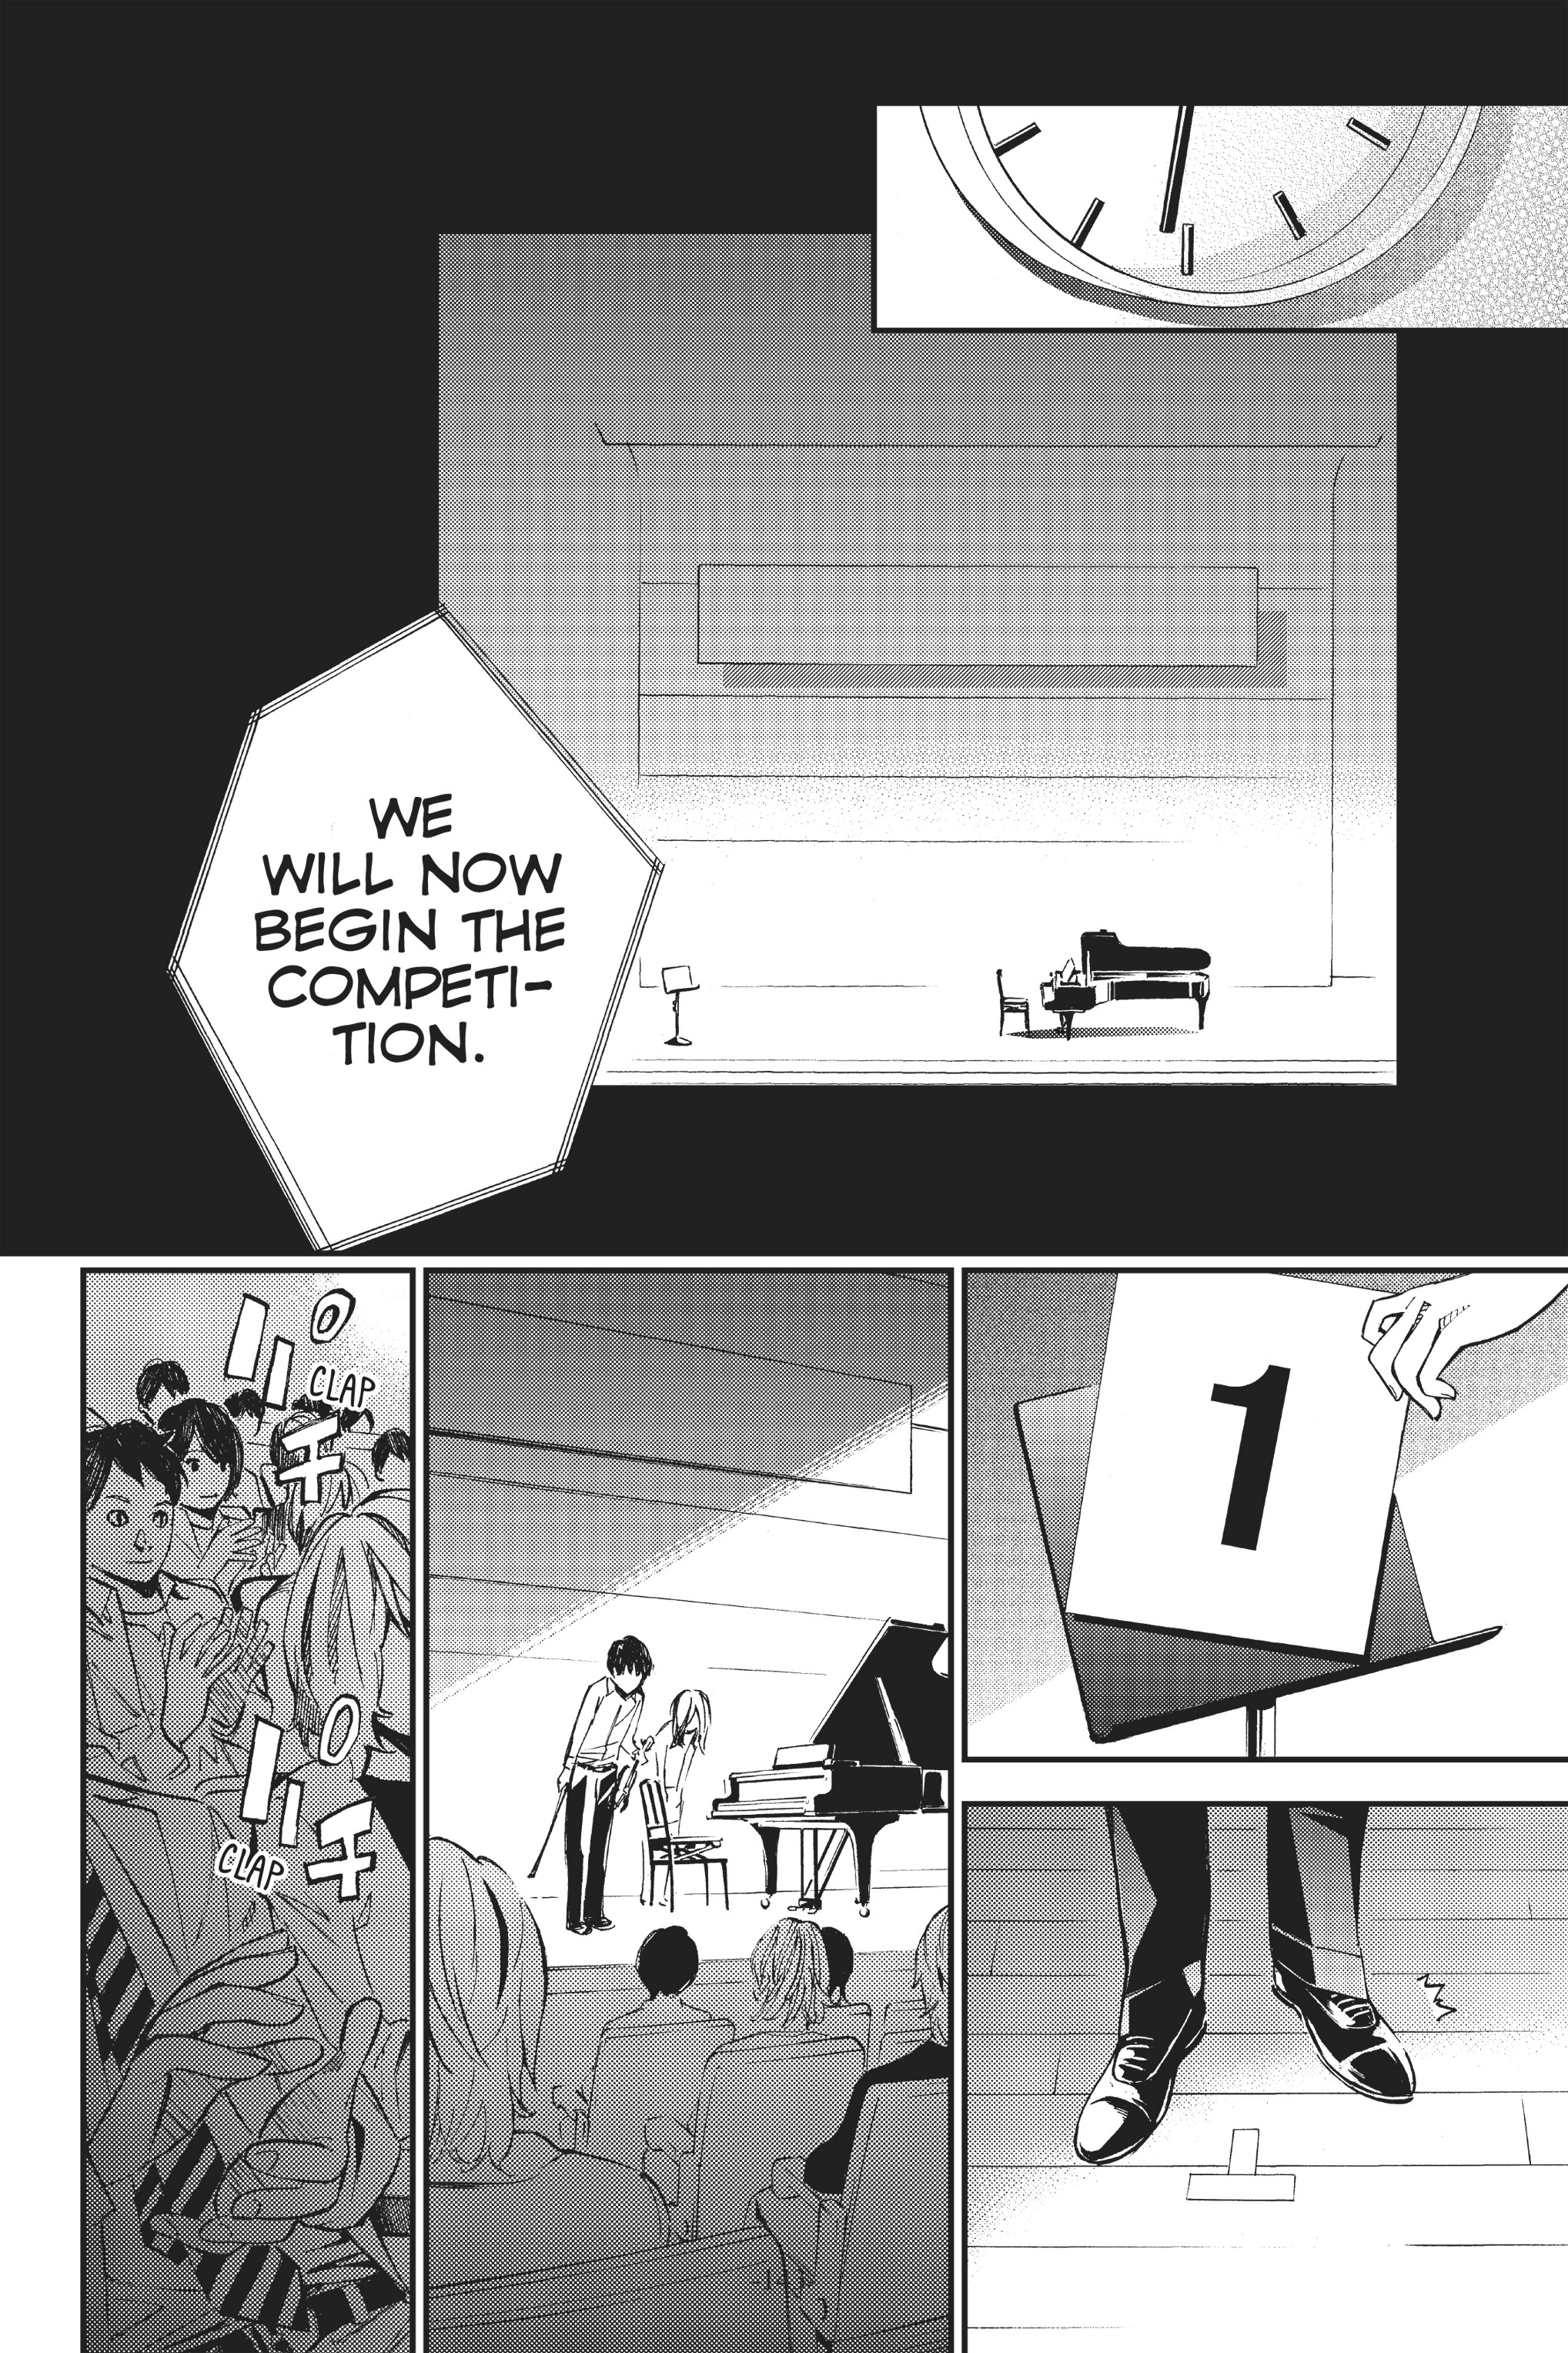 WE
WILL NOW
BEGIN THE
COMPETI-
TION.
1
パチ
CLAP
パチ
CLAP